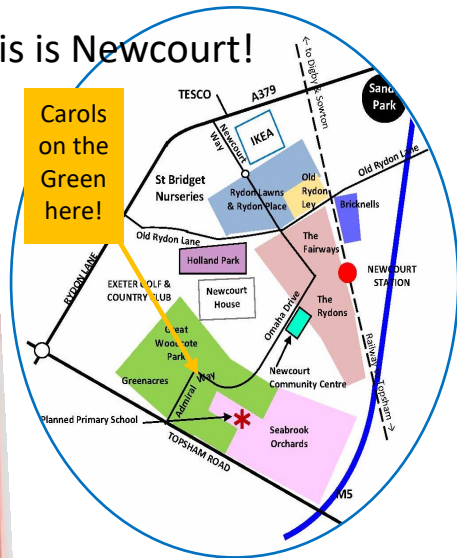 is is Newcourt!
Carols
on the
Green
here!
← to Digby & Sowton
TESCO
A379
Sandy
Park
Newcourt
Way
IKEA
St Bridget
Nurseries
Rydon Lawns
& Rydon Place
Old
Rydon
Ley
Old Rydon Lane
Bricknells
Old Rydon Lane
The
Fairways
Holland Park
RYDON LANE
EXETER GOLF &
COUNTRY CLUB
Newcourt
House
NEWCOURT
STATION
Omaha Drive
The
Rydons
Great
Woodcote
Park
Railway
Greenacres
Admiral Way
Newcourt
Community Centre
Topsham →
Planned Primary School
Seabrook
Orchards
TOPSHAM ROAD
M5